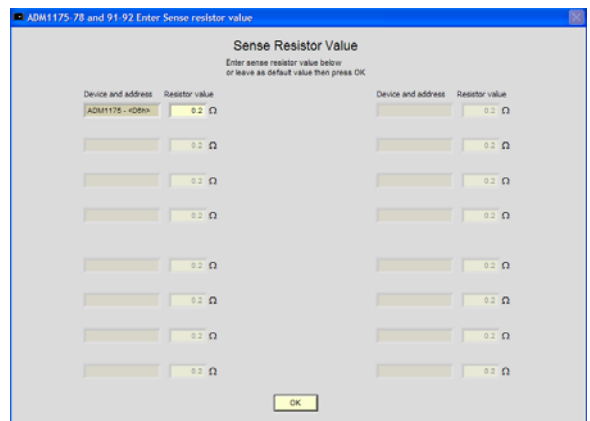 ADM1175-78 and 91-92 Enter Sense resistor value
Sense Resistor Value
Enter sense resistor value below
or leave as default value then press OK
Device and address Resistor value Device and address Resistor value
ADM1175 - <D6h> 0.2 Ω 0.2 Ω
0.2 Ω 0.2 Ω
0.2 Ω 0.2 Ω
0.2 Ω 0.2 Ω
0.2 Ω 0.2 Ω
0.2 Ω 0.2 Ω
0.2 Ω 0.2 Ω
0.2 Ω 0.2 Ω
OK